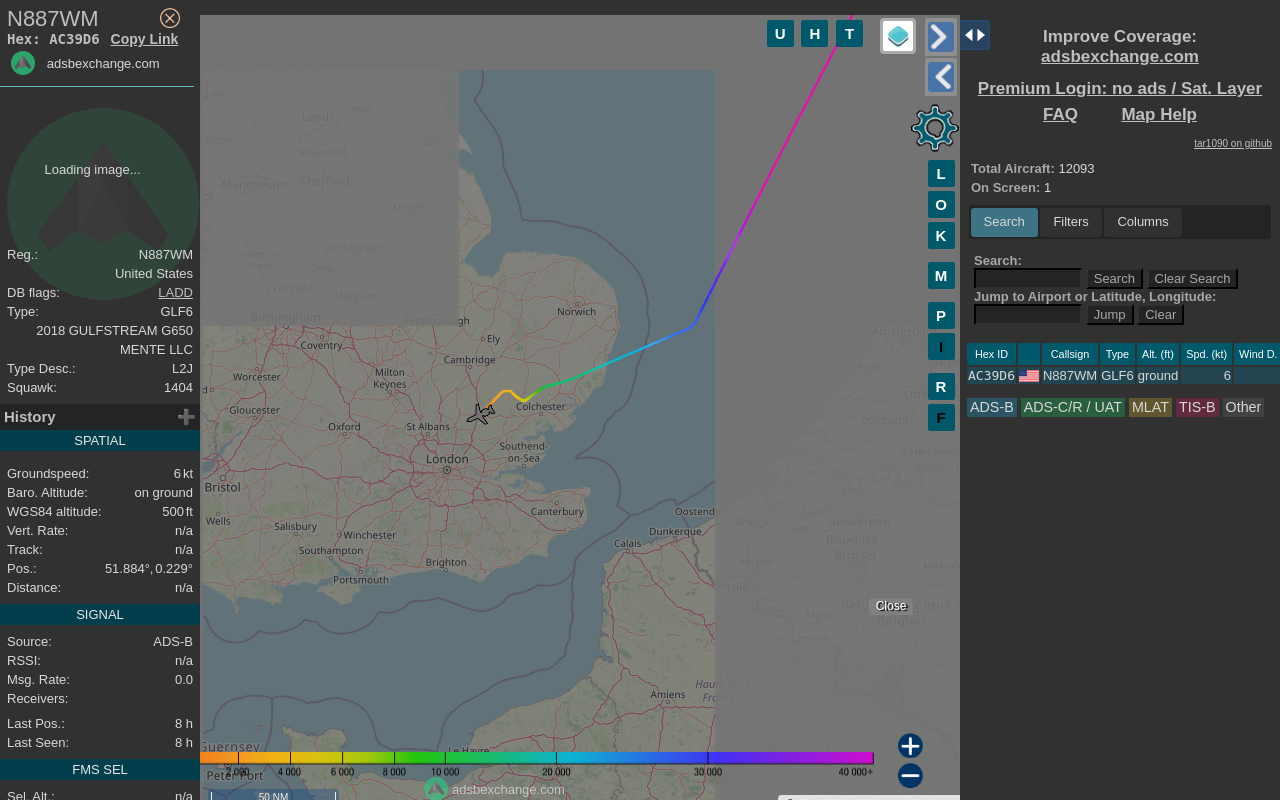 N887WM
Hex: AC39D6 Copy Link
adsbexchange.com
Loading image...
Reg.: N887WM
United States
DB flags: LADD
Type: GLF6
2018 GULFSTREAM G650
MENTE LLC
Type Desc.: L2J
Squawk: 1404
History
SPATIAL
Groundspeed: 6 kt
Baro. Altitude: on ground
WGS84 altitude: 500 ft
Vert. Rate: n/a
Track: n/a
Pos.: 51.884°, 0.229°
Distance: n/a
SIGNAL
Source: ADS-B
RSSI: n/a
Msg. Rate: 0.0
Receivers:
Last Pos.: 8 h
Last Seen: 8 h
FMS SEL
Sel. Alt.: n/a
U H T
L
O
K
M
P
I
R
F
York
Leeds
Wakefield
Hull
Manchester
Sheffield
Lincoln
Nottingham
Stoke-on-
Trent
Derby
Lichfield
Leicester
Birmingham
Peterborough
Norwich
Coventry
Ely
Cambridge
Worcester
Milton
Keynes
Gloucester
Colchester
Oxford
St Albans
London
Southend-
on-Sea
Bristol
Canterbury
Wells
Salisbury
Winchester
Southampton
Portsmouth
Brighton
Oostend
Dunkerque
Calais
Brugge
Gent
Antwerpen
Bruxelles
Brussel
Kortrijk
Lille
België
Belgien
Close
Amiens
Le Havre
Guernsey
Peter Port
2 000 4 000 6 000 8 000 10 000 20 000 30 000 40 000+
50 NM
adsbexchange.com
Improve Coverage:
adsbexchange.com
Premium Login: no ads / Sat. Layer
FAQ Map Help
tar1090 on github
Total Aircraft: 12093
On Screen: 1
Search Filters Columns
Search:
Search Clear Search
Jump to Airport or Latitude, Longitude:
Jump Clear
Hex ID Callsign Type Alt. (ft) Spd. (kt) Wind D.
AC39D6 N887WM GLF6 ground 6
ADS-B ADS-C/R / UAT MLAT TIS-B Other